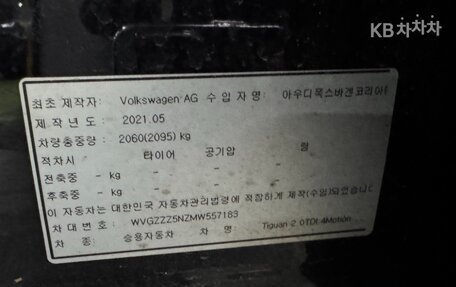 KB차차차
최초 제작자: Volkswagen AG 수 입 자 명: 아우디폭스바겐코리아(
제 작 년 도 : 2021.05
차량총중량 : 2060(2095) kg
적차시 타이어 공기압 량
전축중 - kg - -
후축중 - kg - -
이 자동차는 대한민국 자동차관리법령에 적합하게 제작(수입)되었습니다
차 대 번 호 : WVGZZZ5NZMW557183
차 종: 승용자동차 차 명: Tiguan 2.0TDI 4Motion